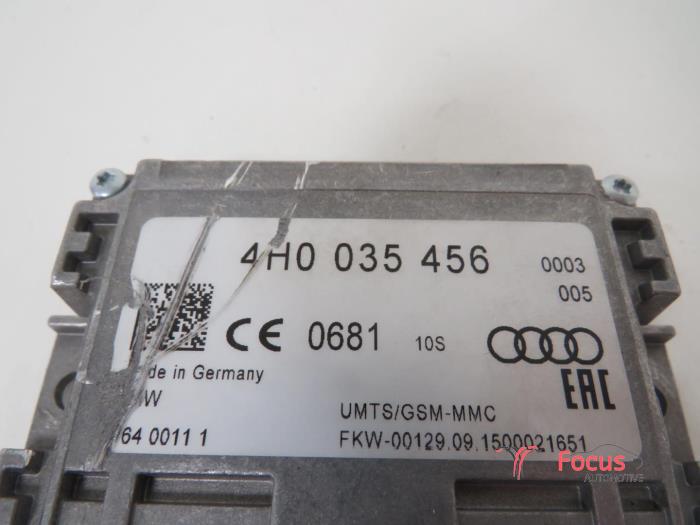 4H0 035 456 0003
005
CE 0681 10S
de in Germany EAC
W UMTS/GSM-MMC
64 0011 1 FKW-00129.09.1500021651
Focus
AUTOMOTIVE